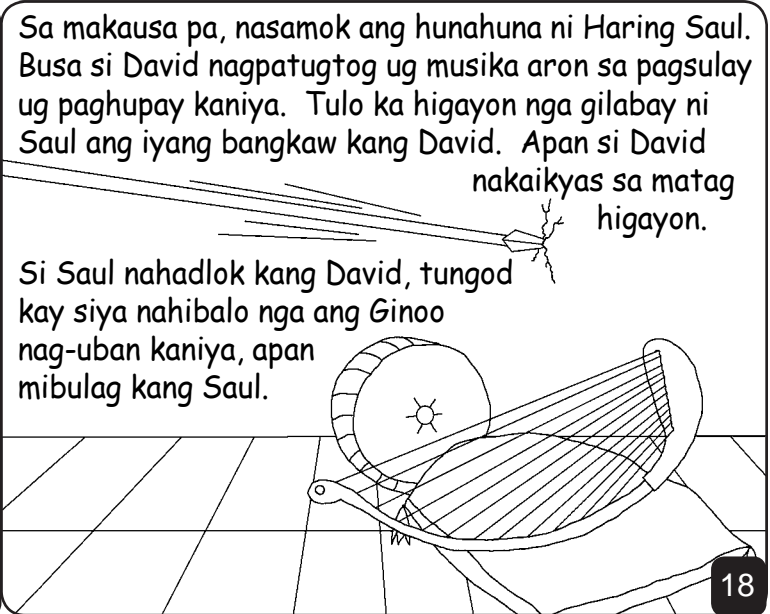 Sa makausa pa, nasamok ang hunahuna ni Haring Saul.
Busa si David nagpatugtog ug musika aron sa pagsulay
ug paghupay kaniya.  Tulo ka higayon nga gilabay ni
Saul ang iyang bangkaw kang David.  Apan si David
nakaikyas sa matag
higayon.
Si Saul nahadlok kang David, tungod
kay siya nahibalo nga ang Ginoo
nag-uban kaniya, apan
mibulag kang Saul.
18